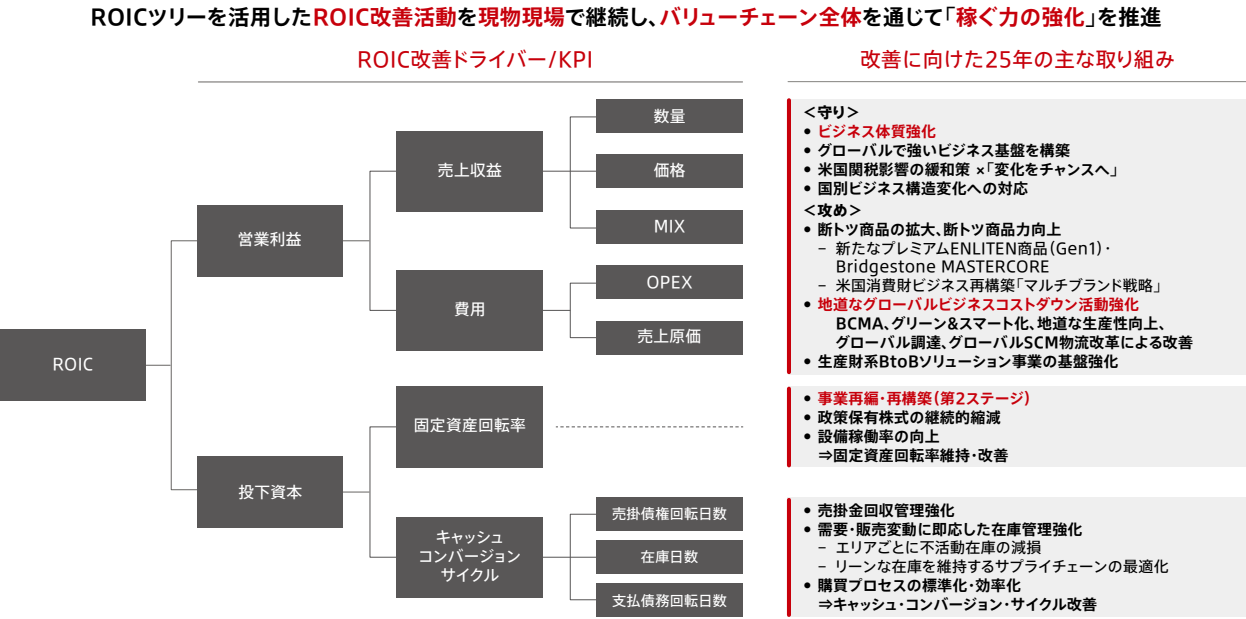 ROICツリーを活用したROIC改善活動を現物現場で継続し、バリューチェーン全体を通じて「稼ぐ力の強化」を推進
ROIC改善ドライバー/KPI
改善に向けた25年の主な取り組み
ROIC
営業利益
投下資本
売上収益
費用
固定資産回転率
キャッシュ
コンバージョン
サイクル
数量
価格
MIX
OPEX
売上原価
売掛債権回転日数
在庫日数
支払債務回転日数
＜守り＞
• ビジネス体質強化
• グローバルで強いビジネス基盤を構築
• 米国関税影響の緩和策 ×「変化をチャンスへ」
• 国別ビジネス構造変化への対応
＜攻め＞
• 断トツ商品の拡大、断トツ商品力向上
– 新たなプレミアムENLITEN商品（Gen1）・
Bridgestone MASTERCORE
– 米国消費財ビジネス再構築「マルチブランド戦略」
• 地道なグローバルビジネスコストダウン活動強化
BCMA、グリーン&スマート化、地道な生産性向上、
グローバル調達、グローバルSCM物流改革による改善
• 生産財系BtoBソリューション事業の基盤強化
• 事業再編・再構築（第2ステージ）
• 政策保有株式の継続的縮減
• 設備稼働率の向上
⇒固定資産回転率維持・改善
• 売掛金回収管理強化
• 需要・販売変動に即応した在庫管理強化
– エリアごとに不活動在庫の減損
– リーンな在庫を維持するサプライチェーンの最適化
• 購買プロセスの標準化・効率化
⇒キャッシュ・コンバージョン・サイクル改善